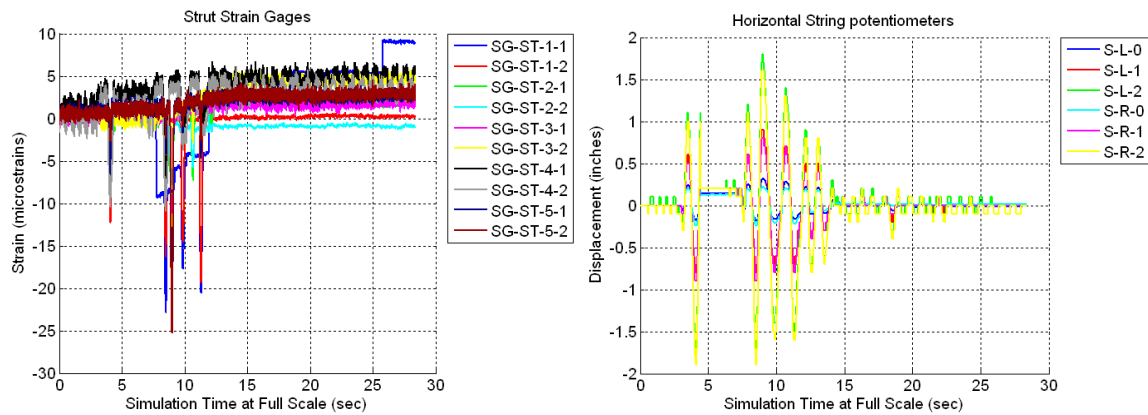 Strut Strain Gages
Strain (microstrains)
10
5
0
-5
-10
-15
-20
-25
-30
0
5
10
15
20
25
30
Simulation Time at Full Scale (sec)
SG-ST-1-1
SG-ST-1-2
SG-ST-2-1
SG-ST-2-2
SG-ST-3-1
SG-ST-3-2
SG-ST-4-1
SG-ST-4-2
SG-ST-5-1
SG-ST-5-2
Horizontal String potentiometers
Displacement (inches)
2
1.5
1
0.5
0
-0.5
-1
-1.5
-2
0
5
10
15
20
25
30
Simulation Time at Full Scale (sec)
S-L-0
S-L-1
S-L-2
S-R-0
S-R-1
S-R-2